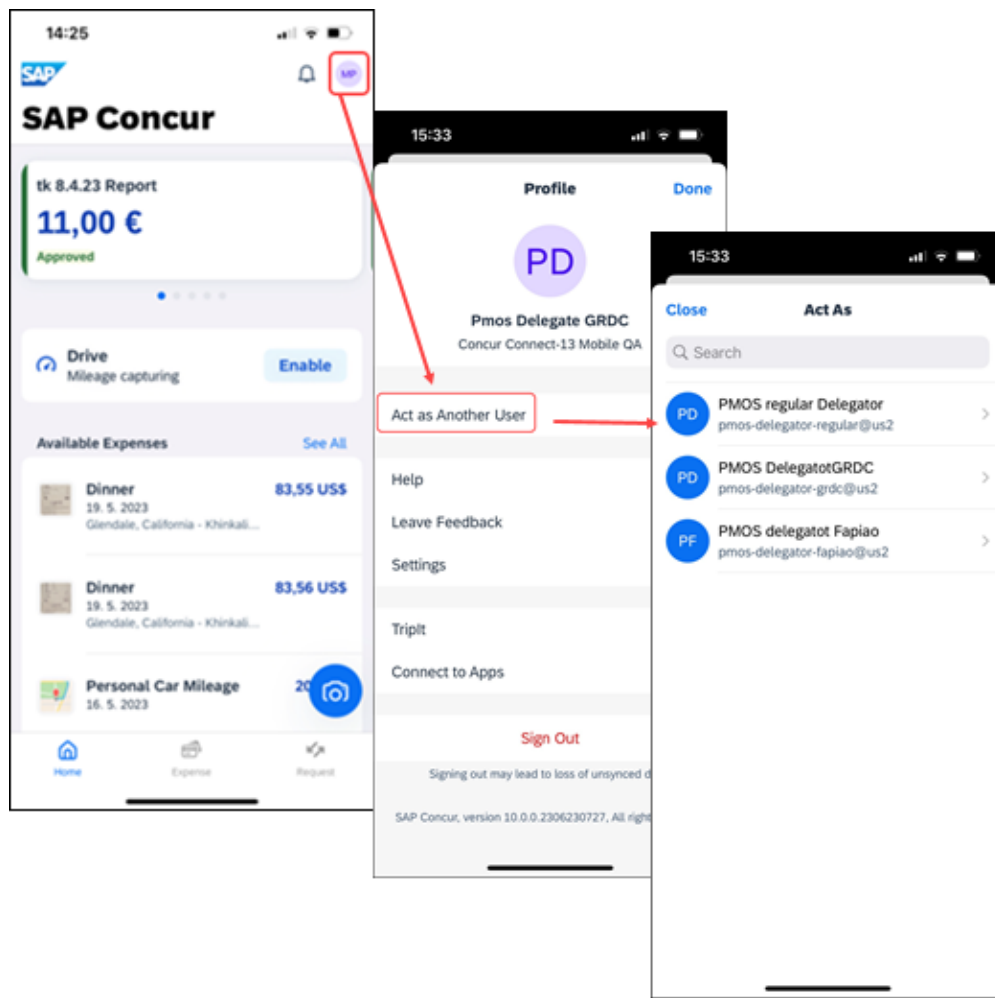 14:25
SAP
MP
SAP Concur
tk 8.4.23 Report
11,00 €
Approved
Drive
Mileage capturing
Enable
Available Expenses
See All
Dinner
83,55 US$
19. 5. 2023
Glendale, California - Khinkali...
Dinner
83,56 US$
19. 5. 2023
Glendale, California - Khinkali...
Personal Car Mileage
20
16. 5. 2023
Home
Expense
Request
15:33
Profile
Done
PD
Pmos Delegate GRDC
Concur Connect-13 Mobile QA
Act as Another User
Help
Leave Feedback
Settings
TripIt
Connect to Apps
Sign Out
Signing out may lead to loss of unsynced d
SAP Concur, version 10.0.0.2306230727, All right
15:33
Close
Act As
Search
PD
PMOS regular Delegator
pmos-delegator-regular@us2
PD
PMOS DelegatotGRDC
pmos-delegator-grdc@us2
PF
PMOS delegatot Fapiao
pmos-delegator-fapiao@us2